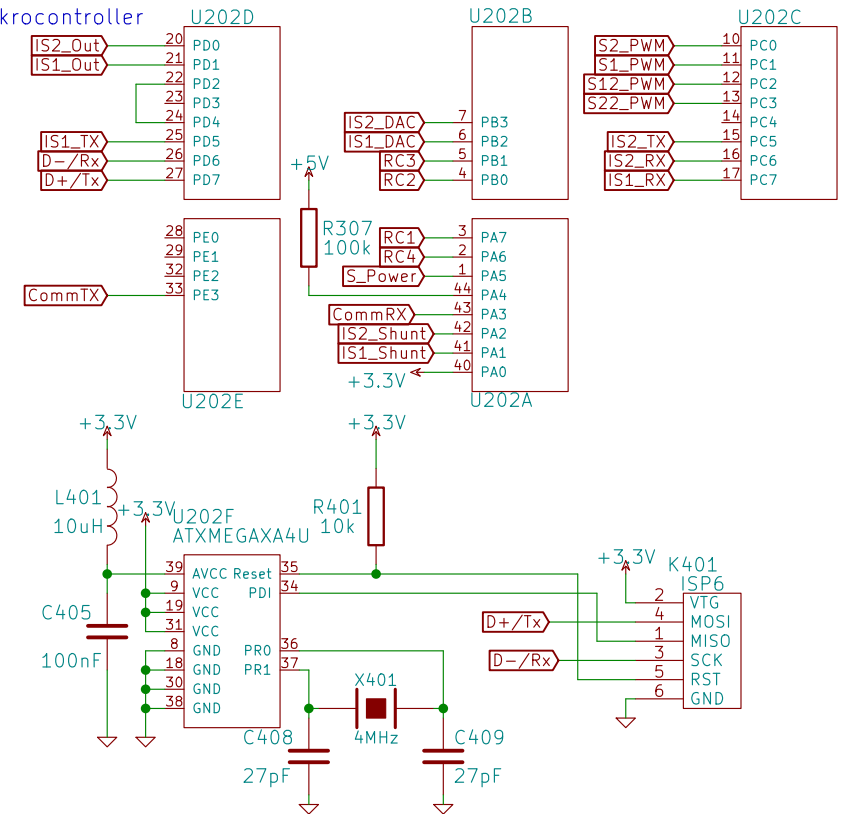 krocontroller
U202D
IS2_Out 20 PD0
IS1_Out 21 PD1
22 PD2
23 PD3
24 PD4
IS1_TX 25 PD5
D-/Rx 26 PD6
D+/Tx 27 PD7
U202B
IS2_DAC 7 PB3
IS1_DAC 6 PB2
RC3 5 PB1
RC2 4 PB0
U202C
S2_PWM 10 PC0
S1_PWM 11 PC1
S12_PWM 12 PC2
S22_PWM 13 PC3
14 PC4
IS2_TX 15 PC5
IS2_RX 16 PC6
IS1_RX 17 PC7
28 PE0
29 PE1
32 PE2
CommTX 33 PE3
U202E
+5V
R307
100k
RC1 3 PA7
RC4 2 PA6
S_Power 1 PA5
44 PA4
CommRX 43 PA3
IS2_Shunt 42 PA2
IS1_Shunt 41 PA1
+3.3V 40 PA0
U202A
+3.3V
L401
10uH
+3.3V
C405
100nF
U202F
ATXMEGAXA4U
39 AVCC Reset 35
9 VCC PDI 34
19 VCC
31 VCC
8 GND PR0 36
18 GND PR1 37
30 GND
38 GND
+3.3V
R401
10k
X401
4MHz
C408
27pF
C409
27pF
+3.3V
K401
ISP6
2 VTG
D+/Tx 4 MOSI
1 MISO
D-/Rx 3 SCK
5 RST
6 GND